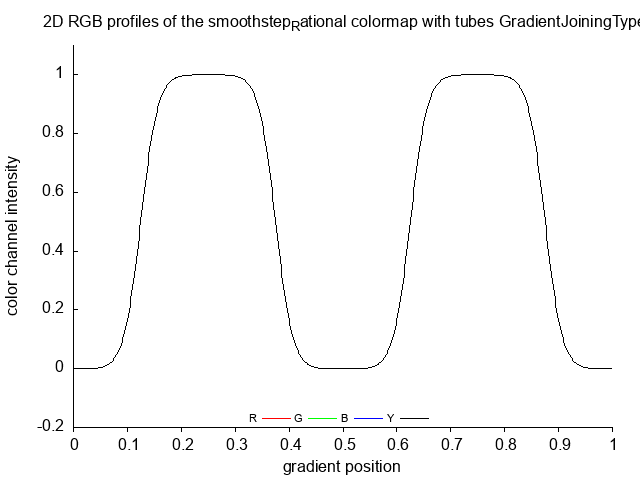 2D RGB profiles of the smoothstepRational colormap with tubes GradientJoiningType
color channel intensity
1
0.8
0.6
0.4
0.2
0
-0.2
R G B Y
0 0.1 0.2 0.3 0.4 0.5 0.6 0.7 0.8 0.9 1
gradient position